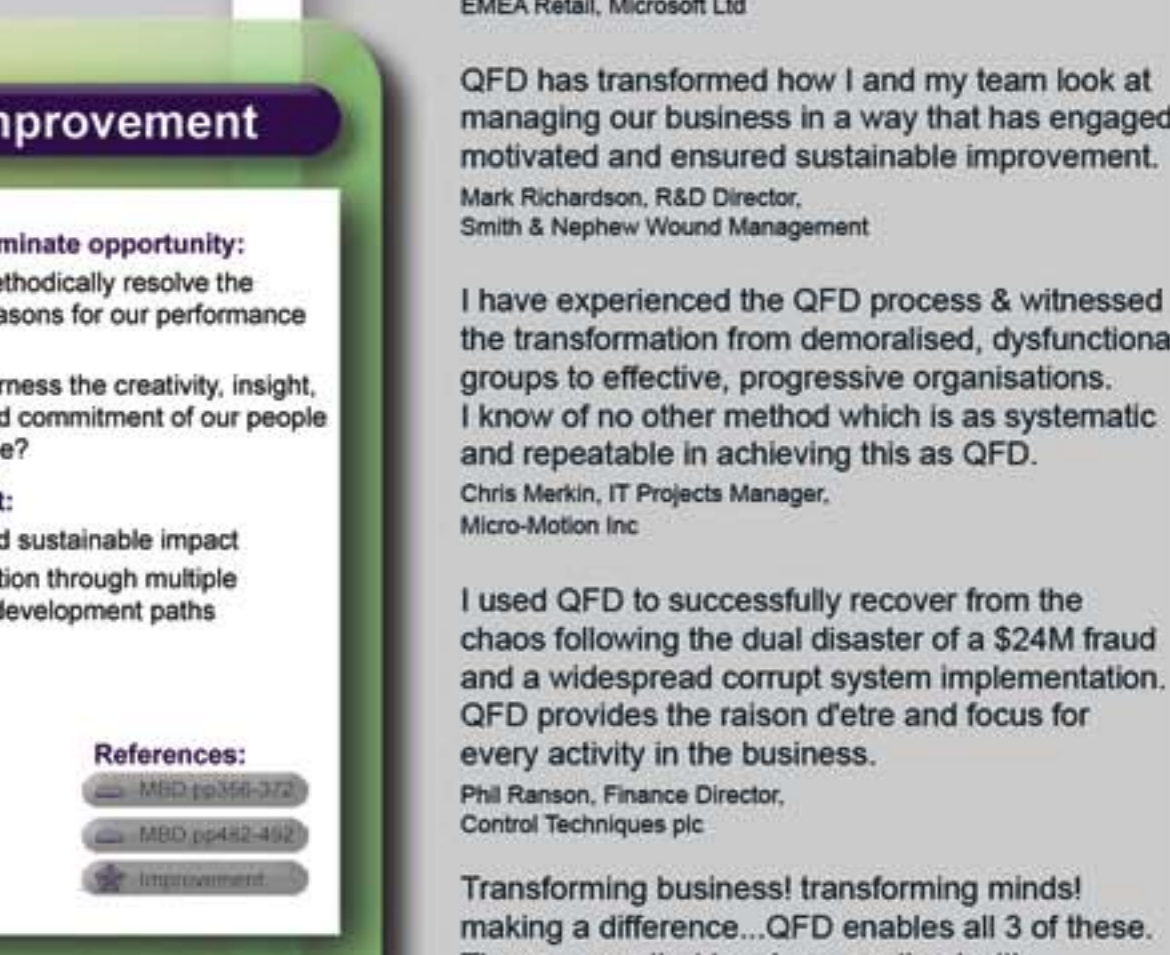 mprovement
minate opportunity:
ethodically resolve the
asons for our performance
rness the creativity, insight,
d commitment of our people
e?
t:
d sustainable impact
tion through multiple
development paths
References:
MBD pp356-372
MBD pp482-492
Improvement
EMEA Retail, Microsoft Ltd
QFD has transformed how I and my team look at
managing our business in a way that has engaged
motivated and ensured sustainable improvement.
Mark Richardson, R&D Director,
Smith & Nephew Wound Management
I have experienced the QFD process & witnessed
the transformation from demoralised, dysfunctiona
groups to effective, progressive organisations.
I know of no other method which is as systematic
and repeatable in achieving this as QFD.
Chris Merkin, IT Projects Manager,
Micro-Motion Inc
I used QFD to successfully recover from the
chaos following the dual disaster of a $24M fraud
and a widespread corrupt system implementation.
QFD provides the raison d'etre and focus for
every activity in the business.
Phil Ranson, Finance Director,
Control Techniques plc
Transforming business! transforming minds!
making a difference...QFD enables all 3 of these.